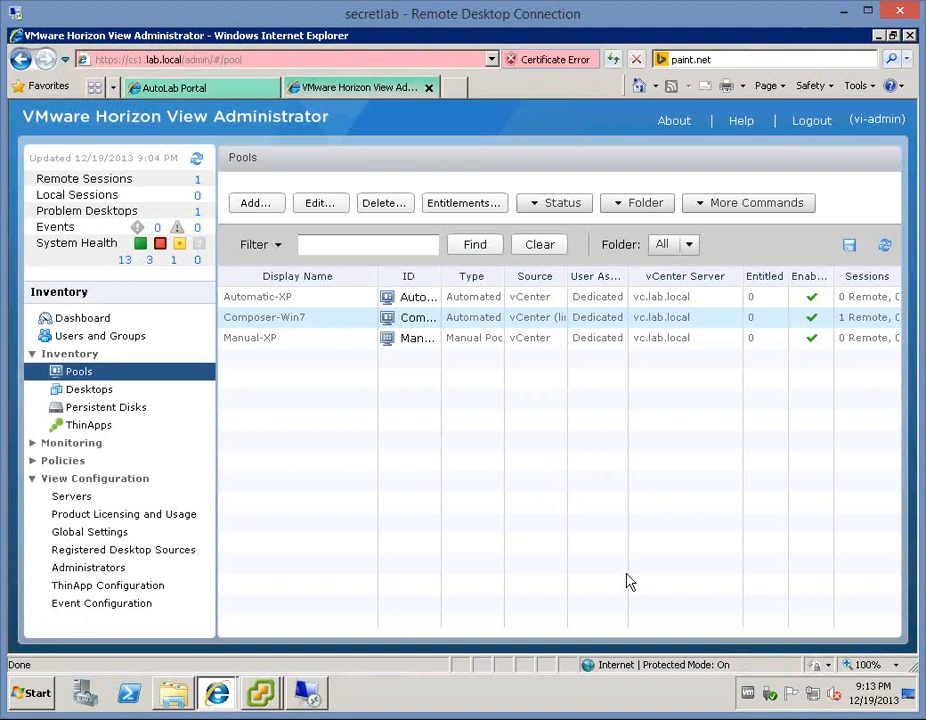 secretlab - Remote Desktop Connection
VMware Horizon View Administrator - Windows Internet Explorer
https://cs1.lab.local/admin/#/pool
Certificate Error
paint.net
Favorites
AutoLab Portal
VMware Horizon View Ad...
Page
Safety
Tools
VMware Horizon View Administrator
About | Help | Logout (vi-admin)
Updated 12/19/2013 9:04 PM
Remote Sessions 1
Local Sessions 0
Problem Desktops 1
Events 0 0
System Health
13 3 1 0
Inventory
Dashboard
Users and Groups
Inventory
Pools
Desktops
Persistent Disks
ThinApps
Monitoring
Policies
View Configuration
Servers
Product Licensing and Usage
Global Settings
Registered Desktop Sources
Administrators
ThinApp Configuration
Event Configuration
Pools
Add... Edit... Delete... Entitlements... Status Folder More Commands
Filter Find Clear Folder: All
Display Name ID Type Source User As... vCenter Server Entitled Enab... Sessions
Automatic-XP Auto... Automated vCenter Dedicated vc.lab.local 0 0 Remote, 0
Composer-Win7 Com... Automated vCenter (li Dedicated vc.lab.local 0 1 Remote, 0
Manual-XP Man... Manual Poo vCenter Dedicated vc.lab.local 0 0 Remote, 0
Done
Internet | Protected Mode: On
100%
Start
9:13 PM
12/19/2013